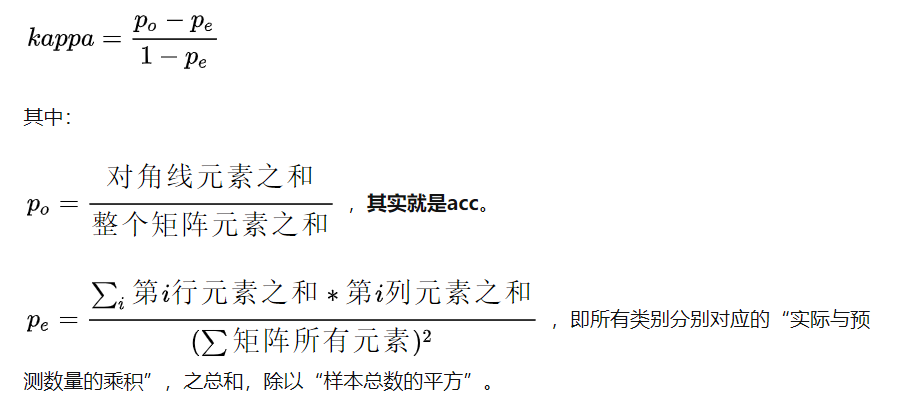 kappa = \frac{p_o - p_e}{1 - p_e}
其中：
p_o = \frac{对角线元素之和}{整个矩阵元素之和} ，其实就是acc。
p_e = \frac{\sum_i 第i行元素之和 * 第i列元素之和}{(\sum 矩阵所有元素)^2} ，即所有类别分别对应的“实际与预
测数量的乘积”，之总和，除以“样本总数的平方”。